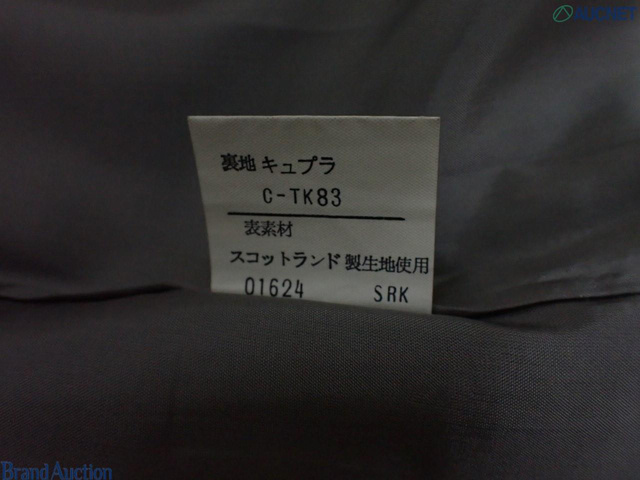 AUCNET
裏地 キュプラ
C-TK83
表素材
スコットランド製生地使用
01624 SRK
Brand Auction